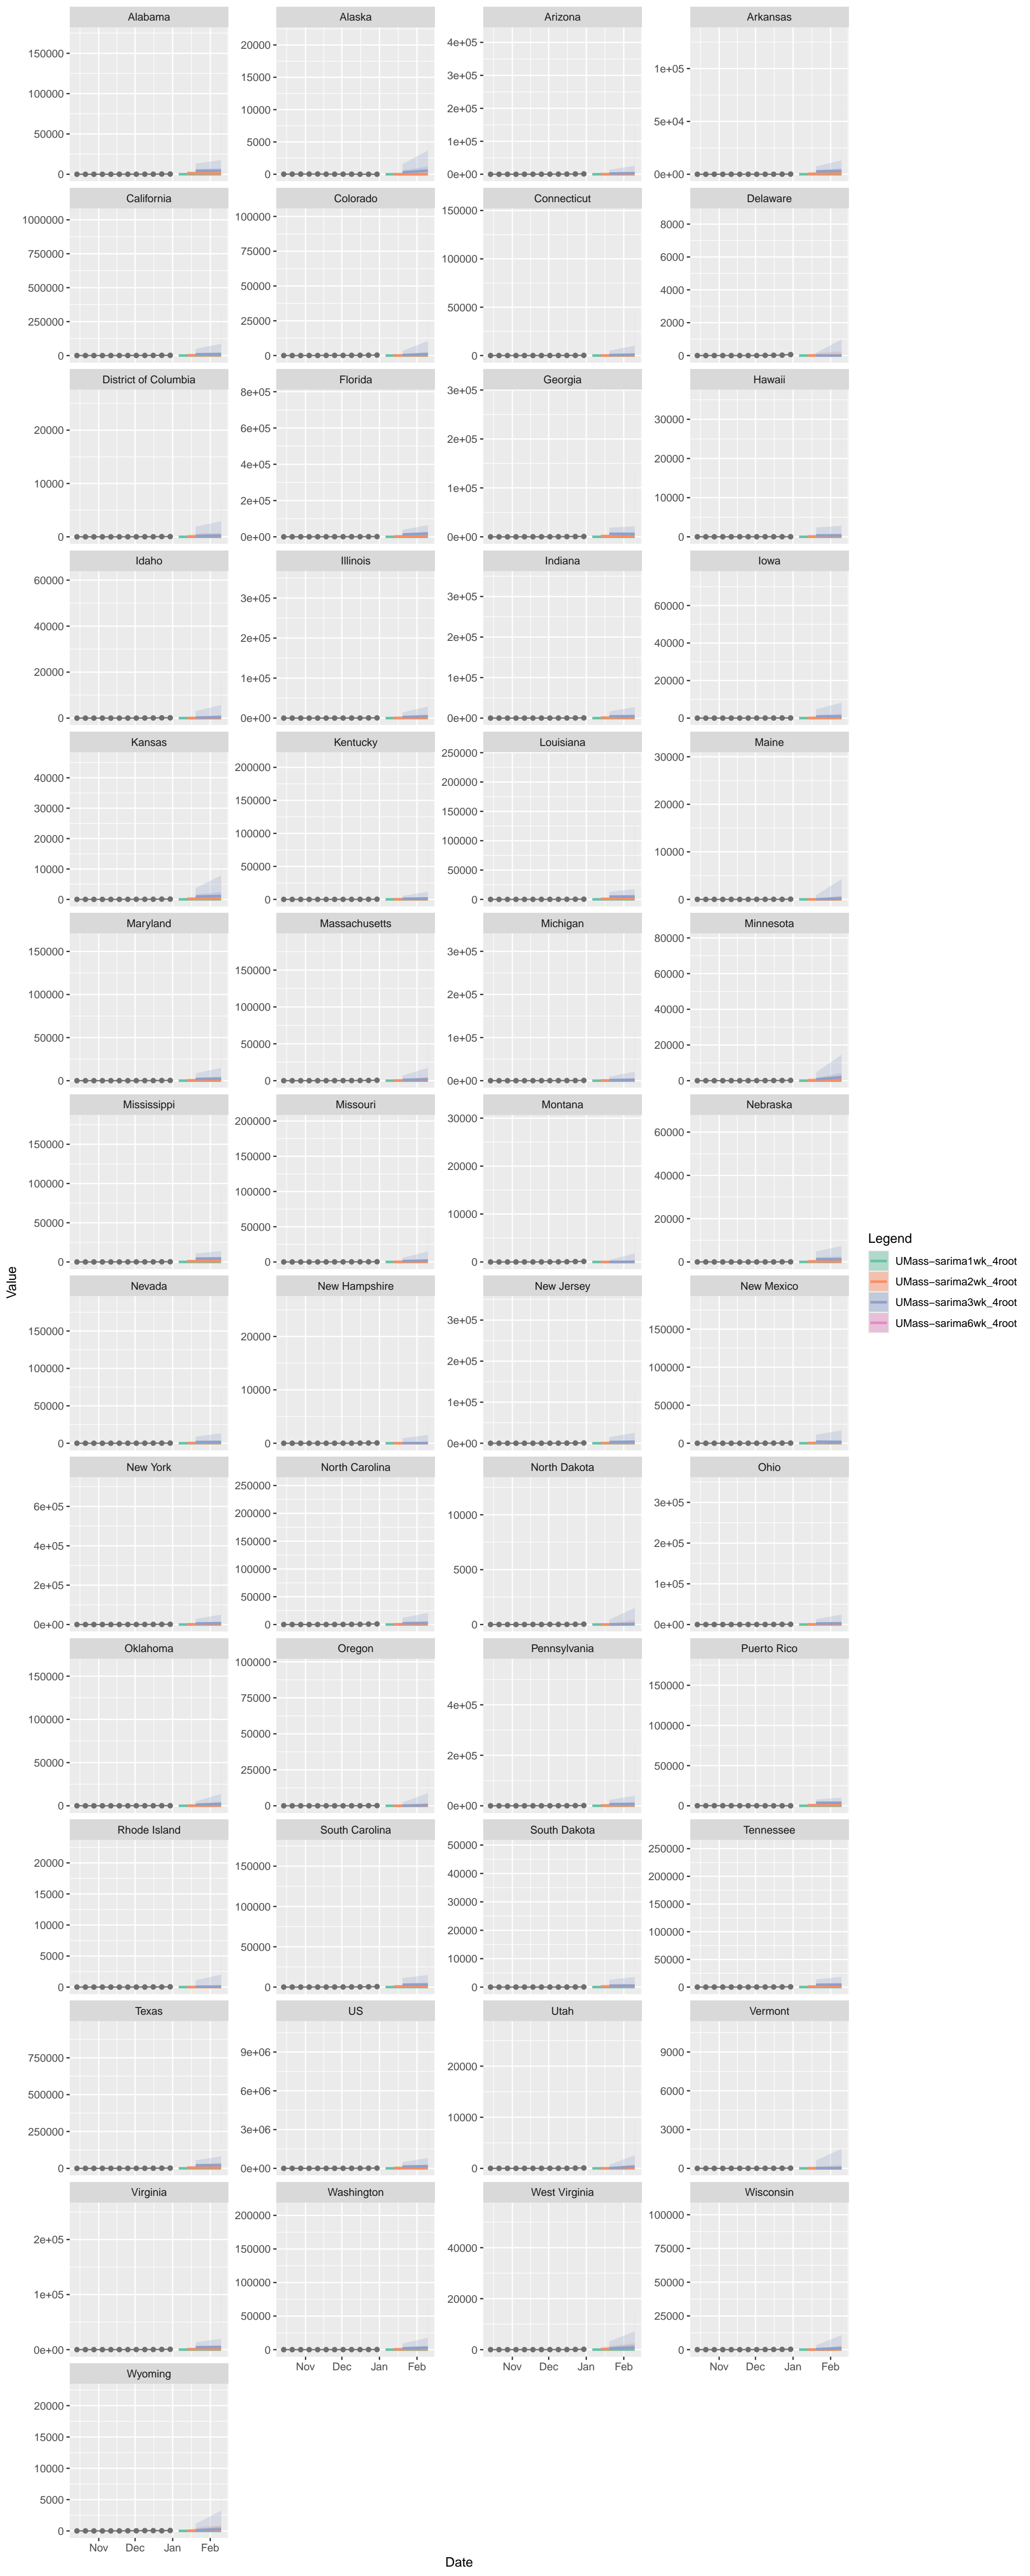 Alabama
Alaska
Arizona
Arkansas
150000
100000
50000
0
20000
15000
10000
5000
0
4e+05
3e+05
2e+05
1e+05
0e+00
1e+05
5e+04
0e+00
California
Colorado
Connecticut
Delaware
1000000
750000
500000
250000
0
100000
75000
50000
25000
0
150000
100000
50000
0
8000
6000
4000
2000
0
District of Columbia
Florida
Georgia
Hawaii
20000
10000
0
8e+05
6e+05
4e+05
2e+05
0e+00
3e+05
2e+05
1e+05
0e+00
30000
20000
10000
0
Idaho
Illinois
Indiana
Iowa
60000
40000
20000
0
3e+05
2e+05
1e+05
0e+00
3e+05
2e+05
1e+05
0e+00
60000
40000
20000
0
Kansas
Kentucky
Louisiana
Maine
40000
30000
20000
10000
0
200000
150000
100000
50000
0
250000
200000
150000
100000
50000
0
30000
20000
10000
0
Maryland
Massachusetts
Michigan
Minnesota
150000
100000
50000
0
150000
100000
50000
0
3e+05
2e+05
1e+05
0e+00
80000
60000
40000
20000
0
Mississippi
Missouri
Montana
Nebraska
150000
100000
50000
0
200000
150000
100000
50000
0
30000
20000
10000
0
60000
40000
20000
0
Nevada
New Hampshire
New Jersey
New Mexico
150000
100000
50000
0
20000
10000
0
3e+05
2e+05
1e+05
0e+00
150000
100000
50000
0
New York
North Carolina
North Dakota
Ohio
6e+05
4e+05
2e+05
0e+00
250000
200000
150000
100000
50000
0
10000
5000
0
3e+05
2e+05
1e+05
0e+00
Oklahoma
Oregon
Pennsylvania
Puerto Rico
150000
100000
50000
0
100000
75000
50000
25000
0
4e+05
2e+05
0e+00
150000
100000
50000
0
Rhode Island
South Carolina
South Dakota
Tennessee
20000
15000
10000
5000
0
150000
100000
50000
0
50000
40000
30000
20000
10000
0
250000
200000
150000
100000
50000
0
Texas
US
Utah
Vermont
750000
500000
250000
0
9e+06
6e+06
3e+06
0e+00
20000
10000
0
9000
6000
3000
0
Virginia
Washington
West Virginia
Wisconsin
2e+05
1e+05
0e+00
200000
150000
100000
50000
0
40000
20000
0
100000
75000
50000
25000
0
Nov Dec Jan Feb
Nov Dec Jan Feb
Nov Dec Jan Feb
Wyoming
20000
15000
10000
5000
0
Nov Dec Jan Feb
Date
Value
Legend
UMass−sarima1wk_4root
UMass−sarima2wk_4root
UMass−sarima3wk_4root
UMass−sarima6wk_4root